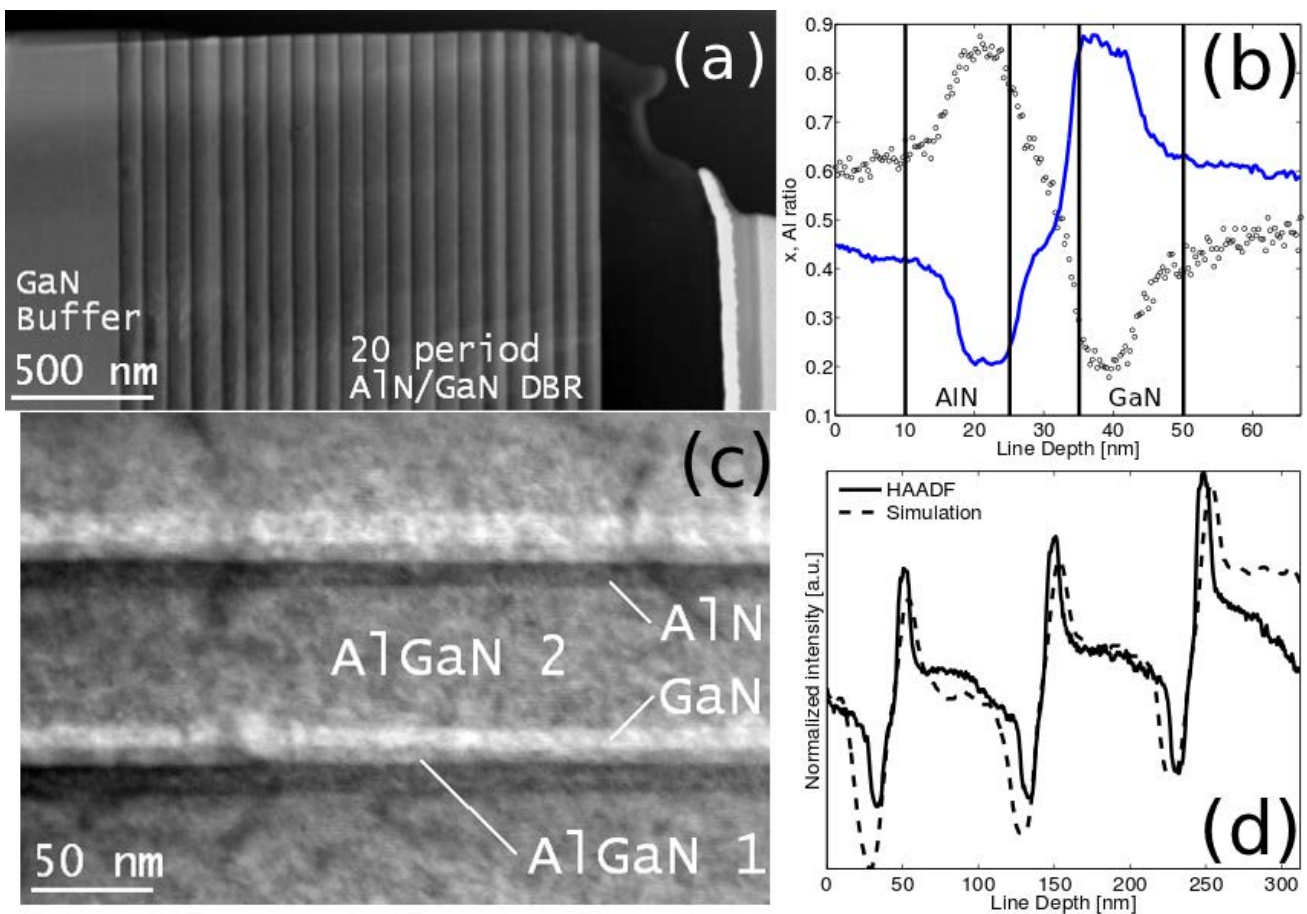 (a)
GaN
Buffer
500 nm
20 period
AlN/GaN DBR
(b)
0.9
0.8
0.7
0.6
0.5
0.4
0.3
0.2
0.1
x, Al ratio
AlN
GaN
0 10 20 30 40 50 60
Line Depth [nm]
(c)
AlN
AlGaN 2
GaN
AlGaN 1
50 nm
HAADF
Simulation
Normalized intensity [a.u.]
(d)
0 50 100 150 200 250 300
Line Depth [nm]